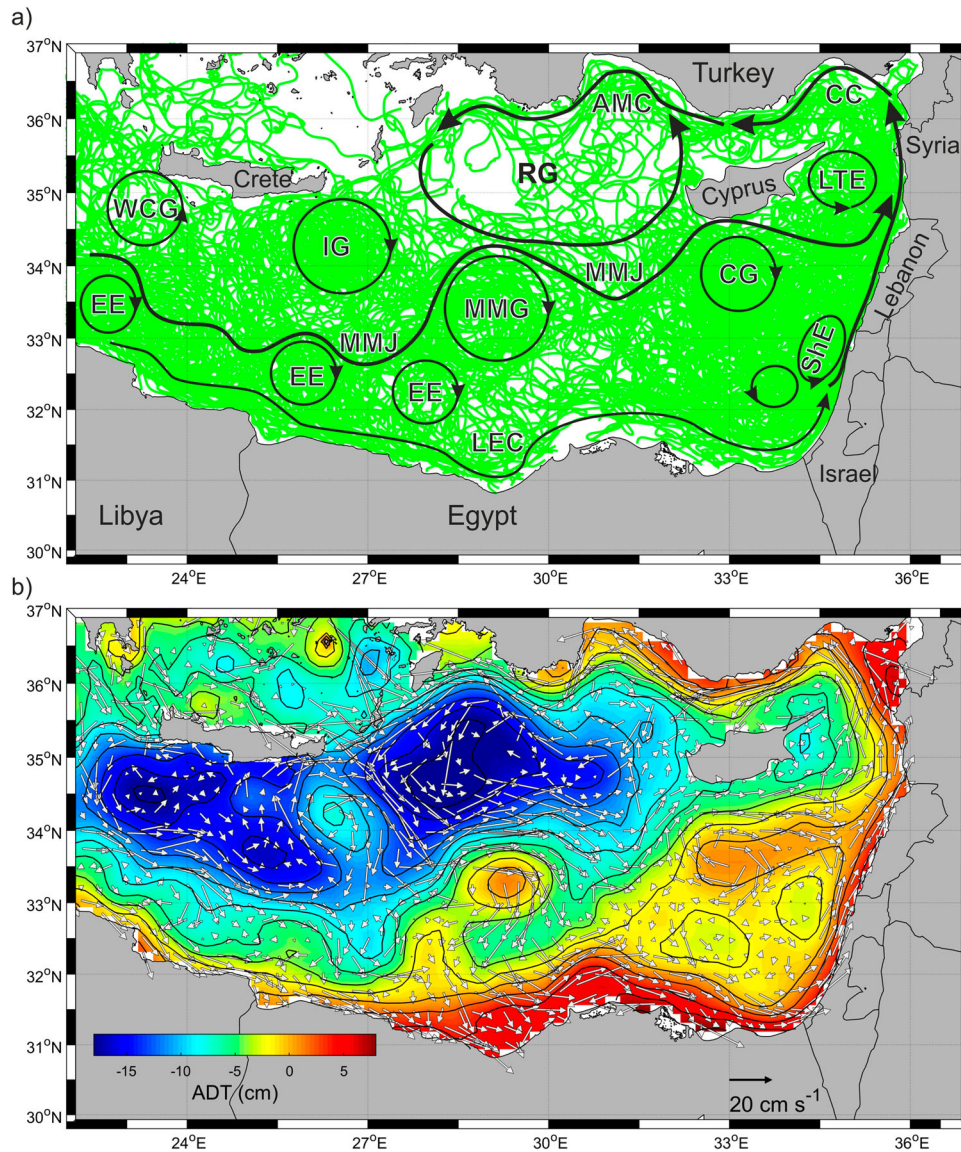 a)
37°N
36°N
35°N
34°N
33°N
32°N
31°N
30°N
Turkey
AMC
CC
Syria
Crete
RG
Cyprus
LTE
WCG
IG
MMJ
CG
Lebanon
EE
MMG
MMJ
ShE
EE
EE
LEC
Israel
Libya
Egypt
24°E
27°E
30°E
33°E
36°E
b)
37°N
36°N
35°N
34°N
33°N
32°N
31°N
30°N
-15
-10
-5
0
5
ADT (cm)
20 cm s⁻¹
24°E
27°E
30°E
33°E
36°E